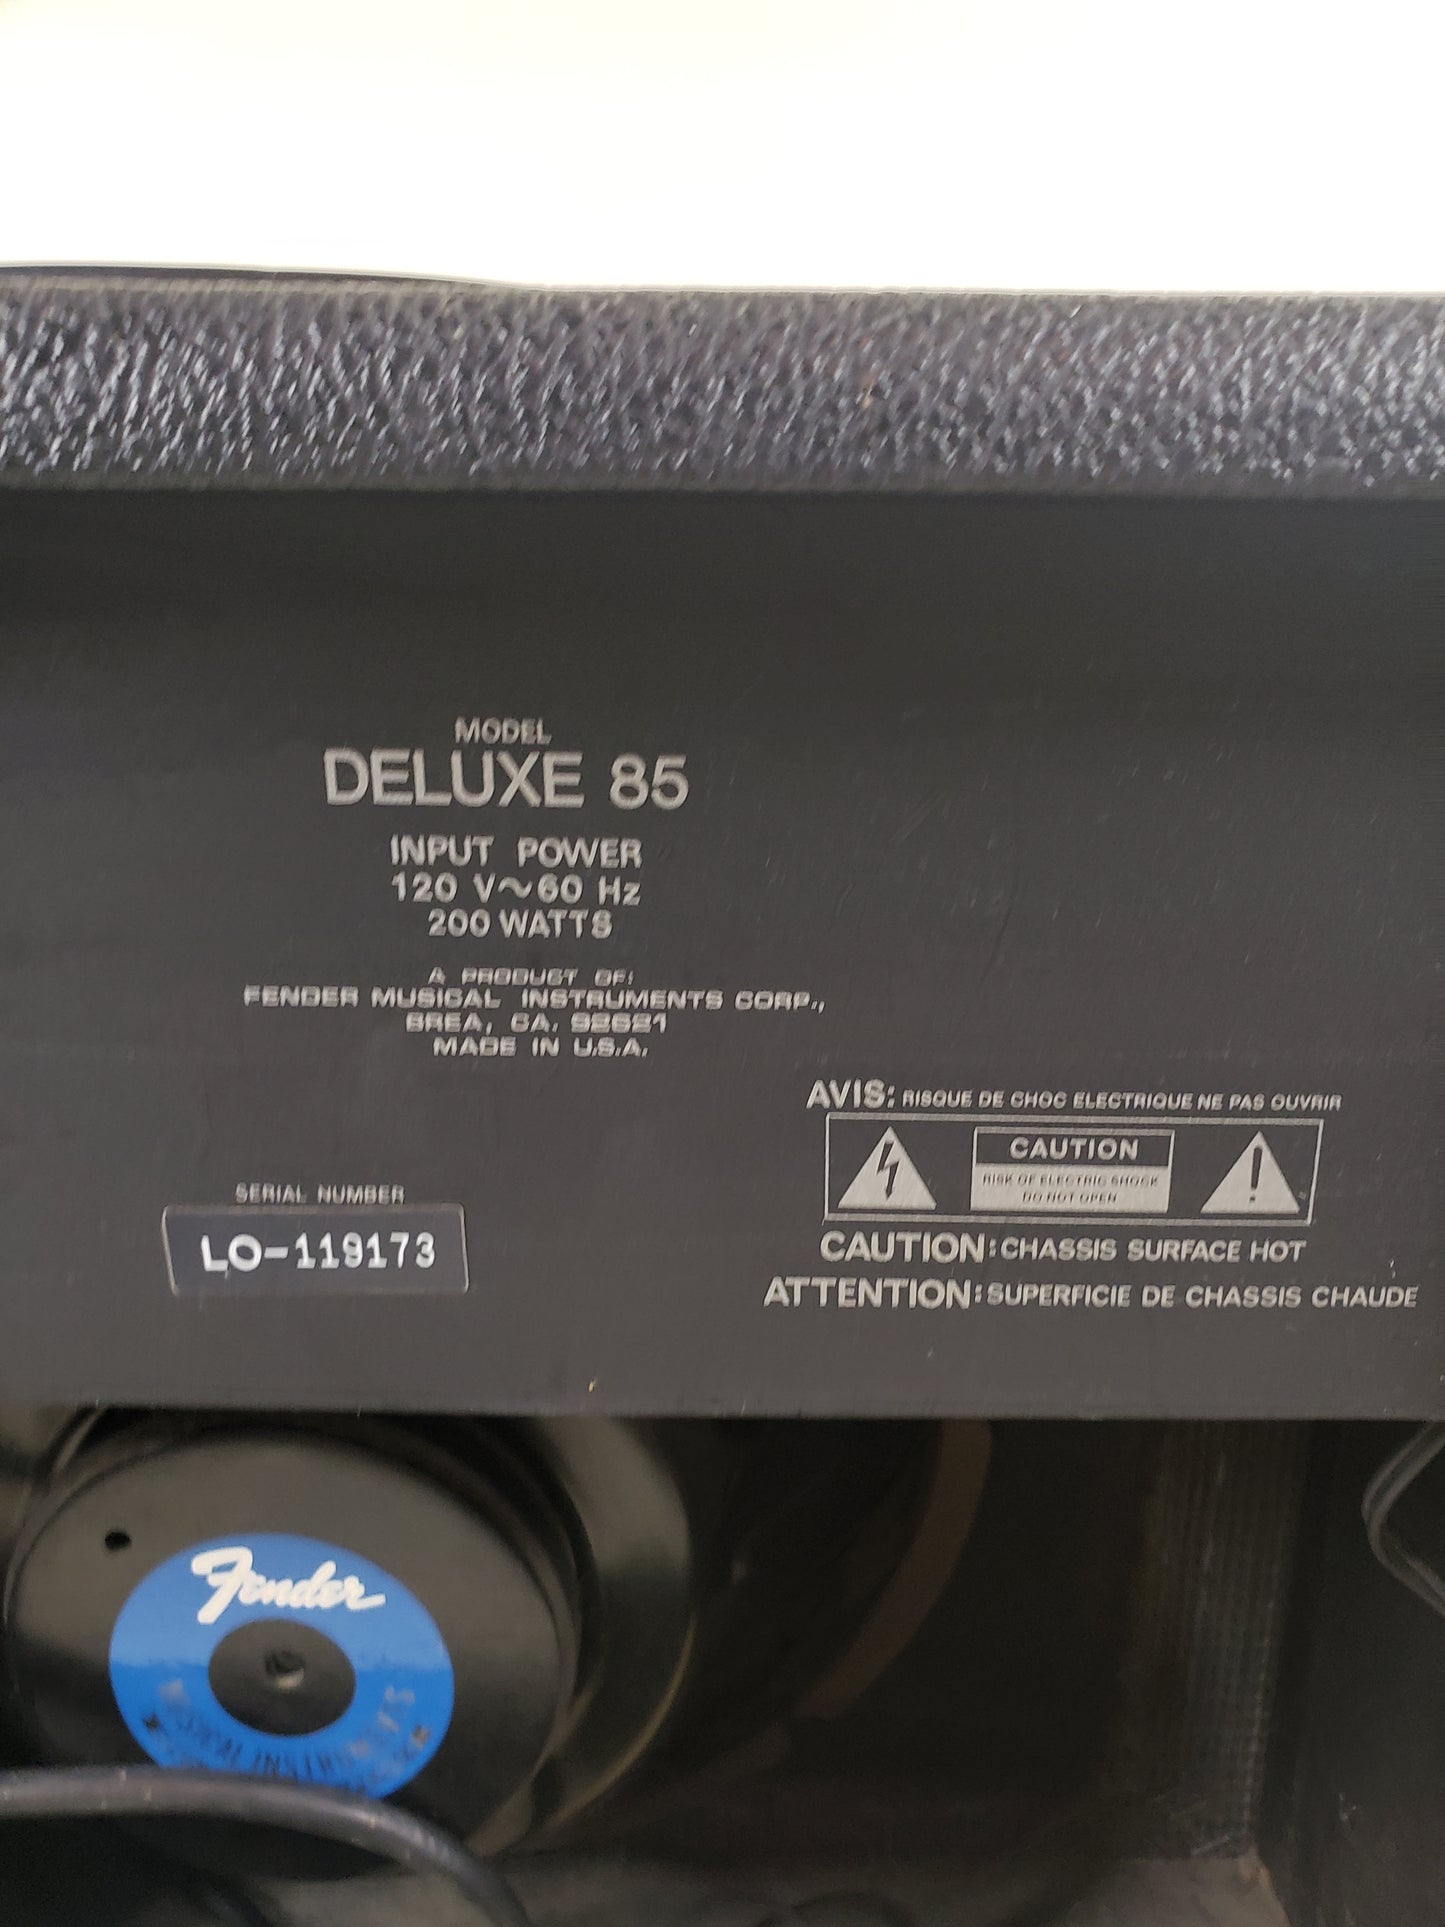 MODEL
DELUXE 85
INPUT POWER
120 V~60 Hz
200 WATTS
A PRODUCT OF:
FENDER MUSICAL INSTRUMENTS CORP.,
BREA, CA. 92621
MADE IN U.S.A.
AVIS: RISQUE DE CHOC ELECTRIQUE NE PAS OUVRIR
CAUTION
RISK OF ELECTRIC SHOCK
DO NOT OPEN
CAUTION: CHASSIS SURFACE HOT
ATTENTION: SUPERFICIE DE CHASSIS CHAUDE
SERIAL NUMBER
LO-119173
Fender
MUSICAL INSTRUMENTS